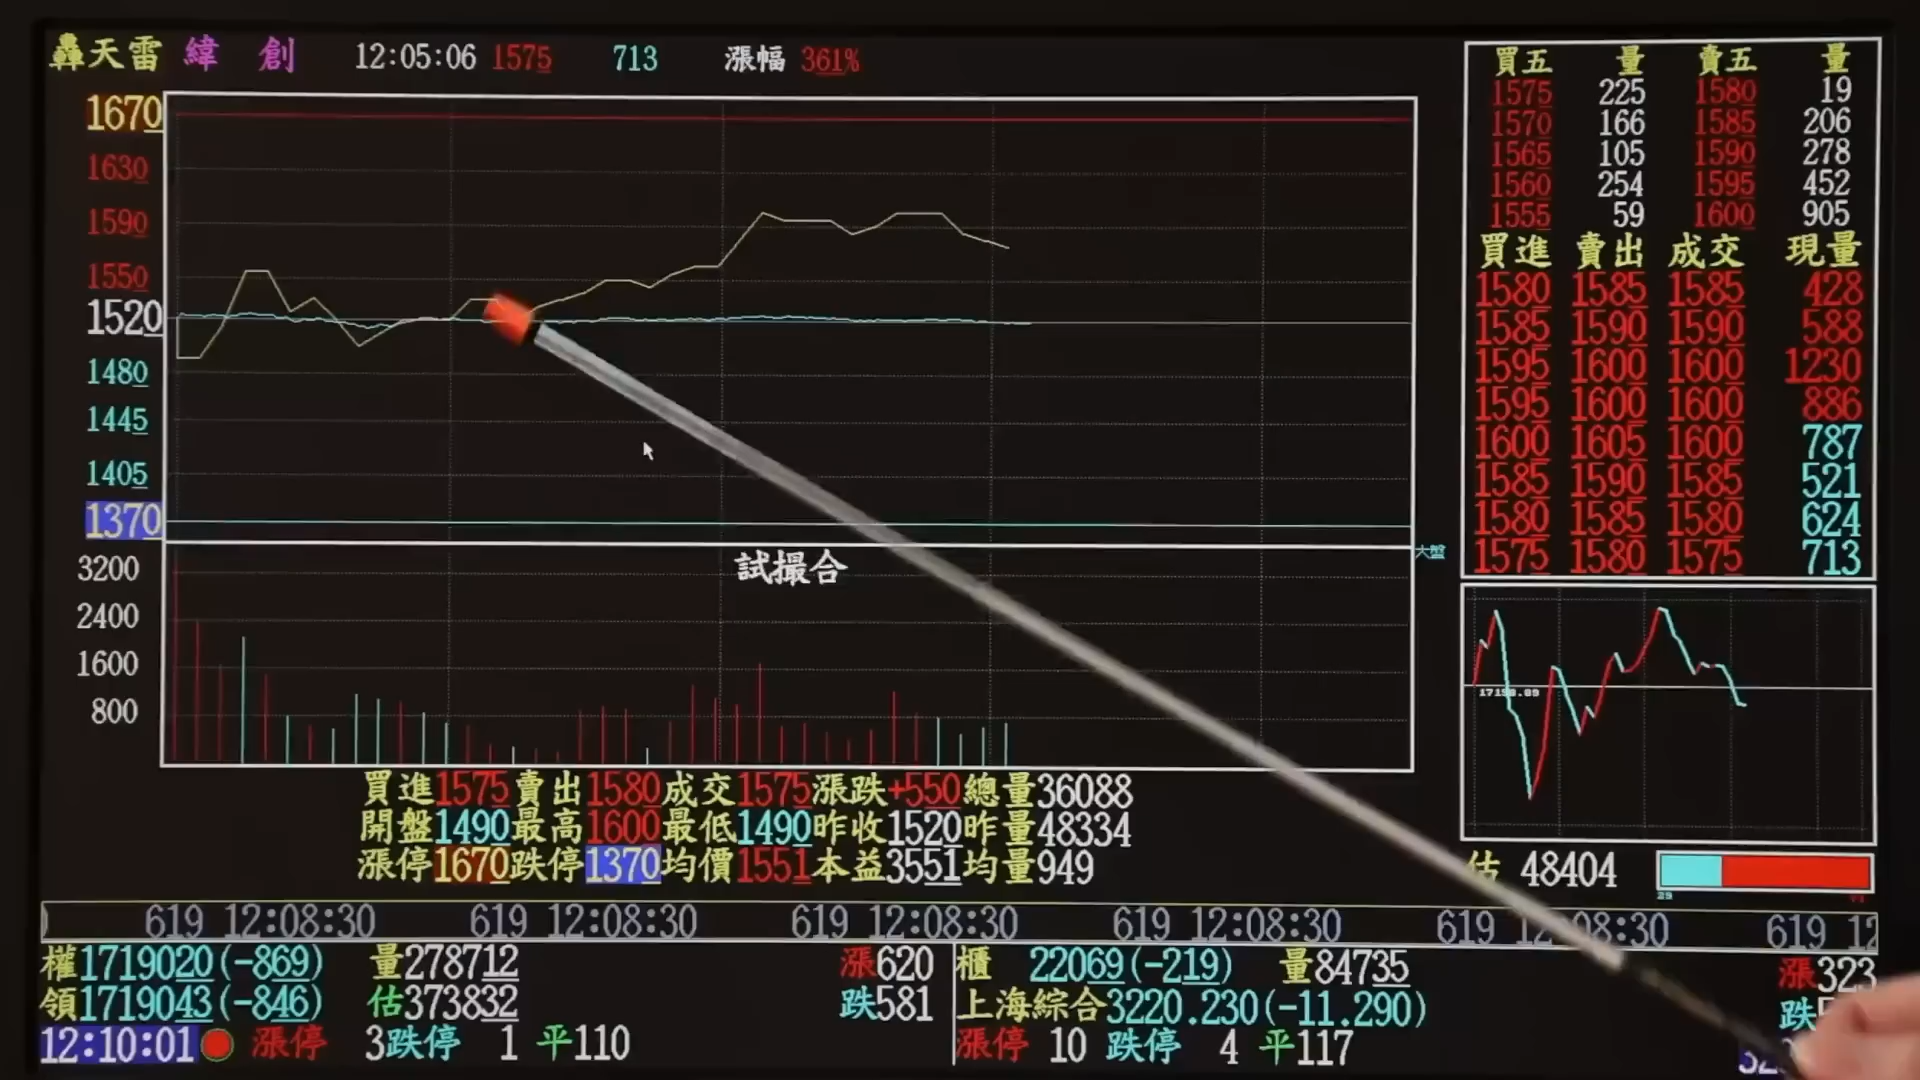 轟天雷 緯 創 12:05:06 1575 713 漲幅 361%
1670
1630
1590
1550
1520
1480
1445
1405
1370
3200
2400
1600
800
試撮合
大盤
買五 量 賣五 量
1575 225 1580 19
1570 166 1585 206
1565 105 1590 278
1560 254 1595 452
1555 59 1600 905
買進 賣出 成交 現量
1580 1585 1585 428
1585 1590 1590 588
1595 1600 1600 1230
1595 1600 1600 886
1600 1605 1600 787
1585 1590 1585 521
1580 1585 1580 624
1575 1580 1575 713
買進1575賣出1580成交1575漲跌+550總量36088
開盤1490最高1600最低1490昨收1520昨量48334
漲停1670跌停1370均價1551本益3551均量949
估 48404
619 12:08:30 619 12:08:30 619 12:08:30 619 12:08:30 619 12:08:30 619 12
權1719020(-869) 量278712 漲620 櫃 22069(-219) 量84735 漲323
領1719043(-846) 估373832 跌581 上海綜合3220.230(-11.290) 跌
12:10:01 漲停 3跌停 1 平110 漲停 10 跌停 4 平117